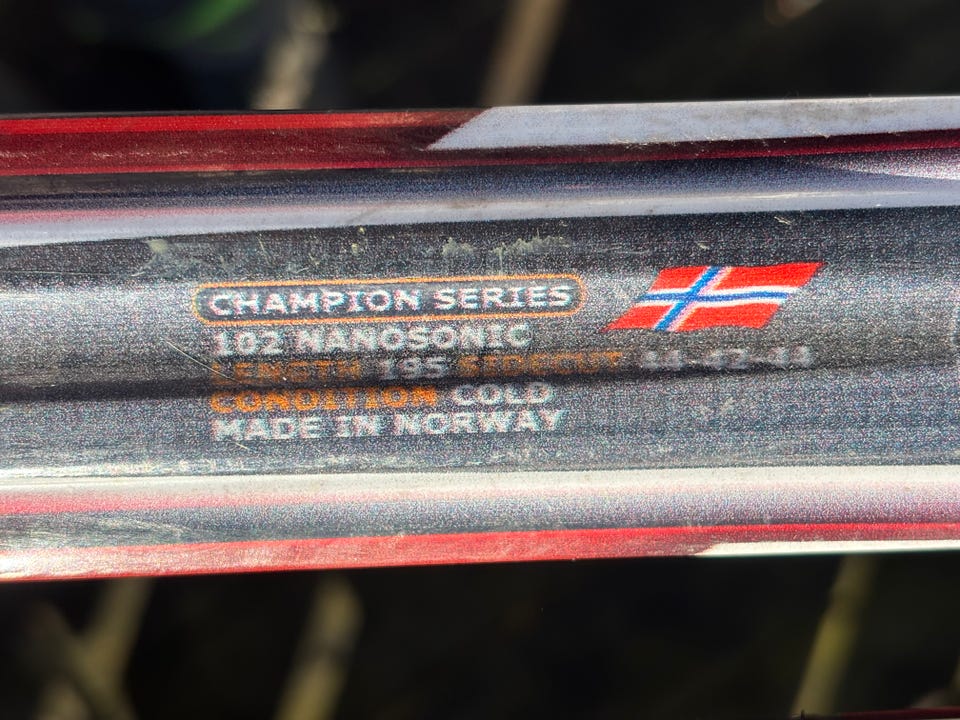 CHAMPION SERIES
102 NANOSONIC
LENGTH 195 SIDECUT 44-42-44
CONDITION COLD
MADE IN NORWAY